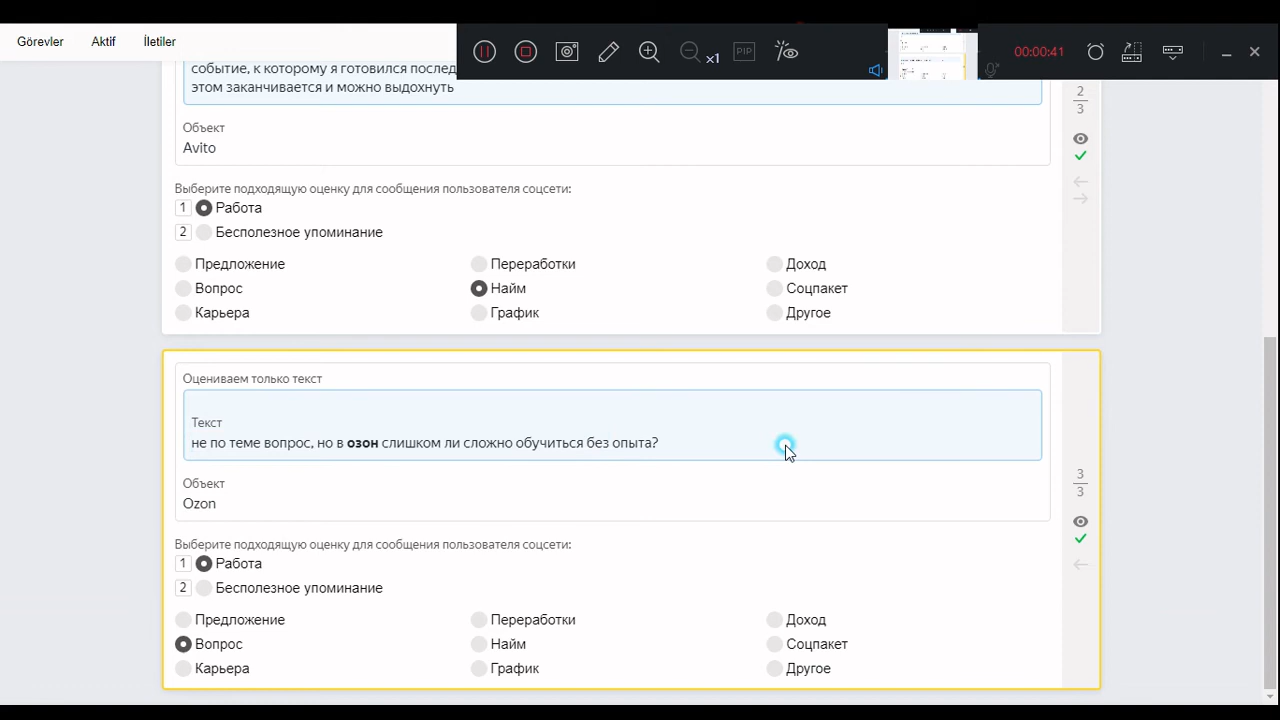 Görevler Aktif İletiler
x1 PIP 00:00:41
событие, к которому я готовился послед
этом заканчивается и можно выдохнуть
2
3
Объект
Avito
Выберите подходящую оценку для сообщения пользователя соцсети:
1 Работа
2 Бесполезное упоминание
Предложение Переработки Доход
Вопрос Найм Соцпакет
Карьера График Другое
Оцениваем только текст
Текст
не по теме вопрос, но в озон слишком ли сложно обучиться без опыта?
3
3
Объект
Ozon
Выберите подходящую оценку для сообщения пользователя соцсети:
1 Работа
2 Бесполезное упоминание
Предложение Переработки Доход
Вопрос Найм Соцпакет
Карьера График Другое